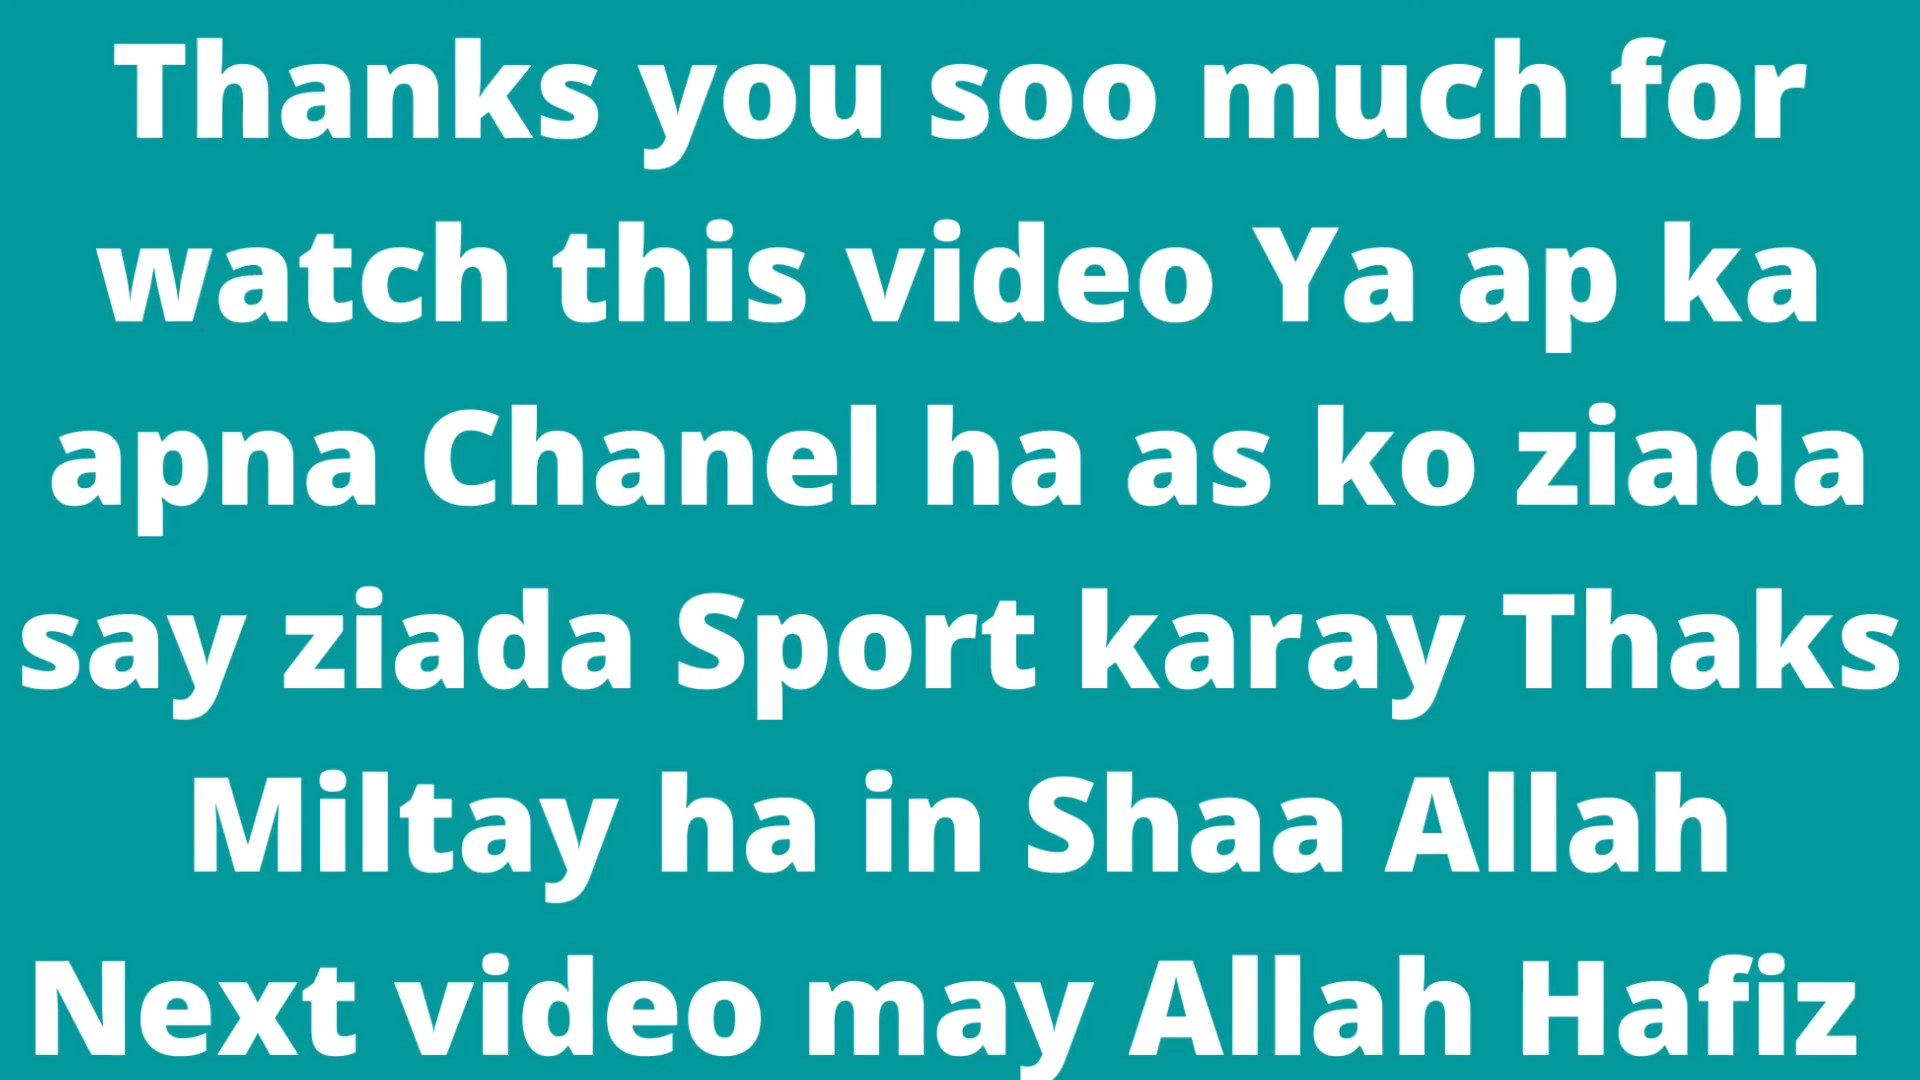 Thanks you soo much for
watch this video Ya ap ka
apna Chanel ha as ko ziada
say ziada Sport karay Thaks
Miltay ha in Shaa Allah
Next video may Allah Hafiz